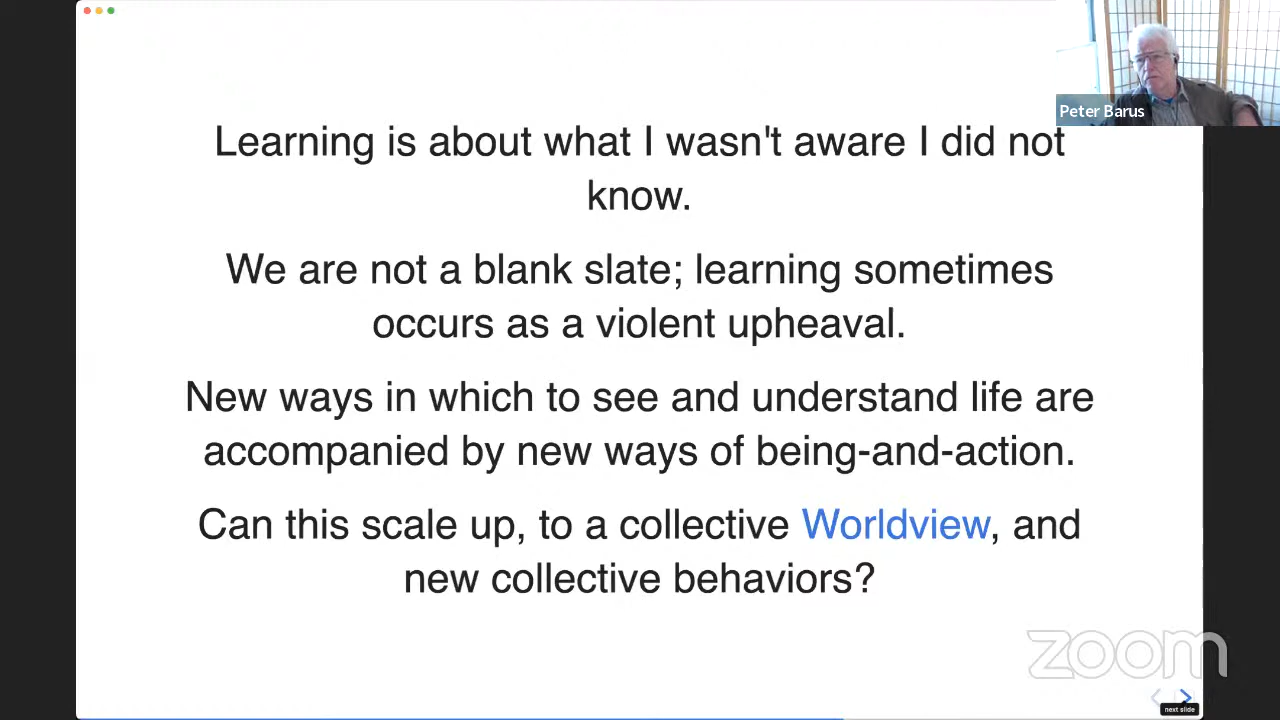 Peter Barus
Learning is about what I wasn't aware I did not
know.
We are not a blank slate; learning sometimes
occurs as a violent upheaval.
New ways in which to see and understand life are
accompanied by new ways of being-and-action.
Can this scale up, to a collective Worldview, and
new collective behaviors?
zoom
next slide